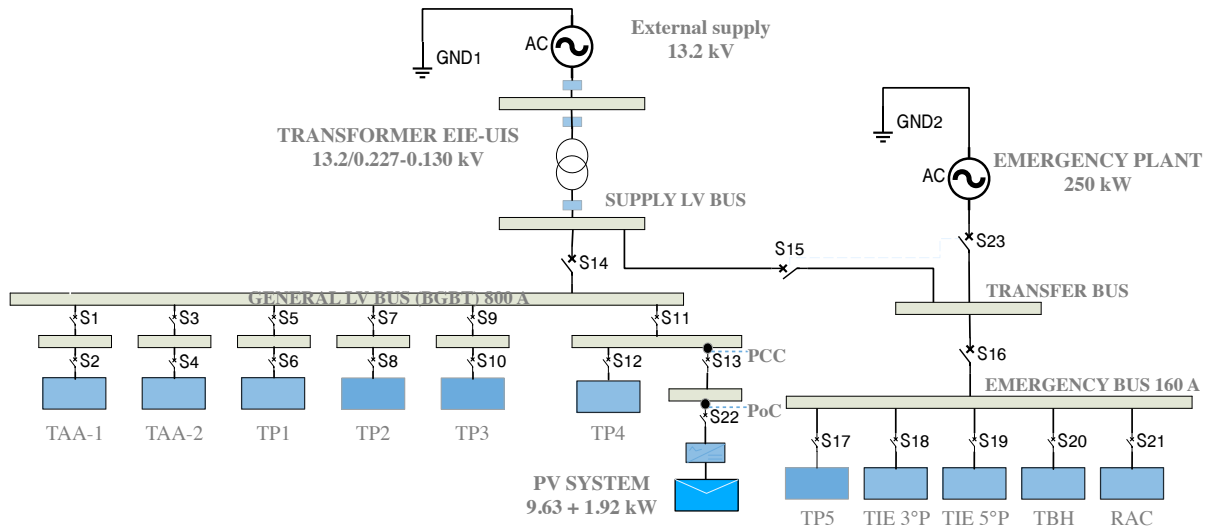 External supply
13.2 kV
AC
GND1
TRANSFORMER EIE-UIS
13.2/0.227-0.130 kV
GND2
AC
EMERGENCY PLANT
250 kW
SUPPLY LV BUS
S14
S15
S23
GENERAL LV BUS (BGBT) 800 A
TRANSFER BUS
S1
S3
S5
S7
S9
S11
S2
S4
S6
S8
S10
S12
S13
PCC
S16
TAA-1
TAA-2
TP1
TP2
TP3
TP4
PoC
S22
EMERGENCY BUS 160 A
S17
S18
S19
S20
S21
PV SYSTEM
9.63 + 1.92 kW
TP5
TIE 3°P
TIE 5°P
TBH
RAC